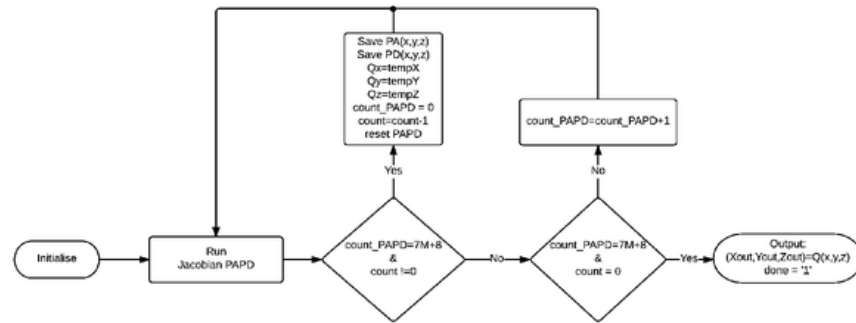 Save PA(x,y,z)
Save PD(x,y,z)
Qx=tempX
Qy=tempY
Qz=tempZ
count_PAPD = 0
count=count-1
reset PAPD
count_PAPD=count_PAPD+1
Yes
No
Initialise
Run
Jacobian PAPD
count_PAPD=7M+8
&
count !=0
No
count_PAPD=7M+8
&
count = 0
Yes
Output:
(Xout,Yout,Zout)=Q(x,y,z)
done = '1'